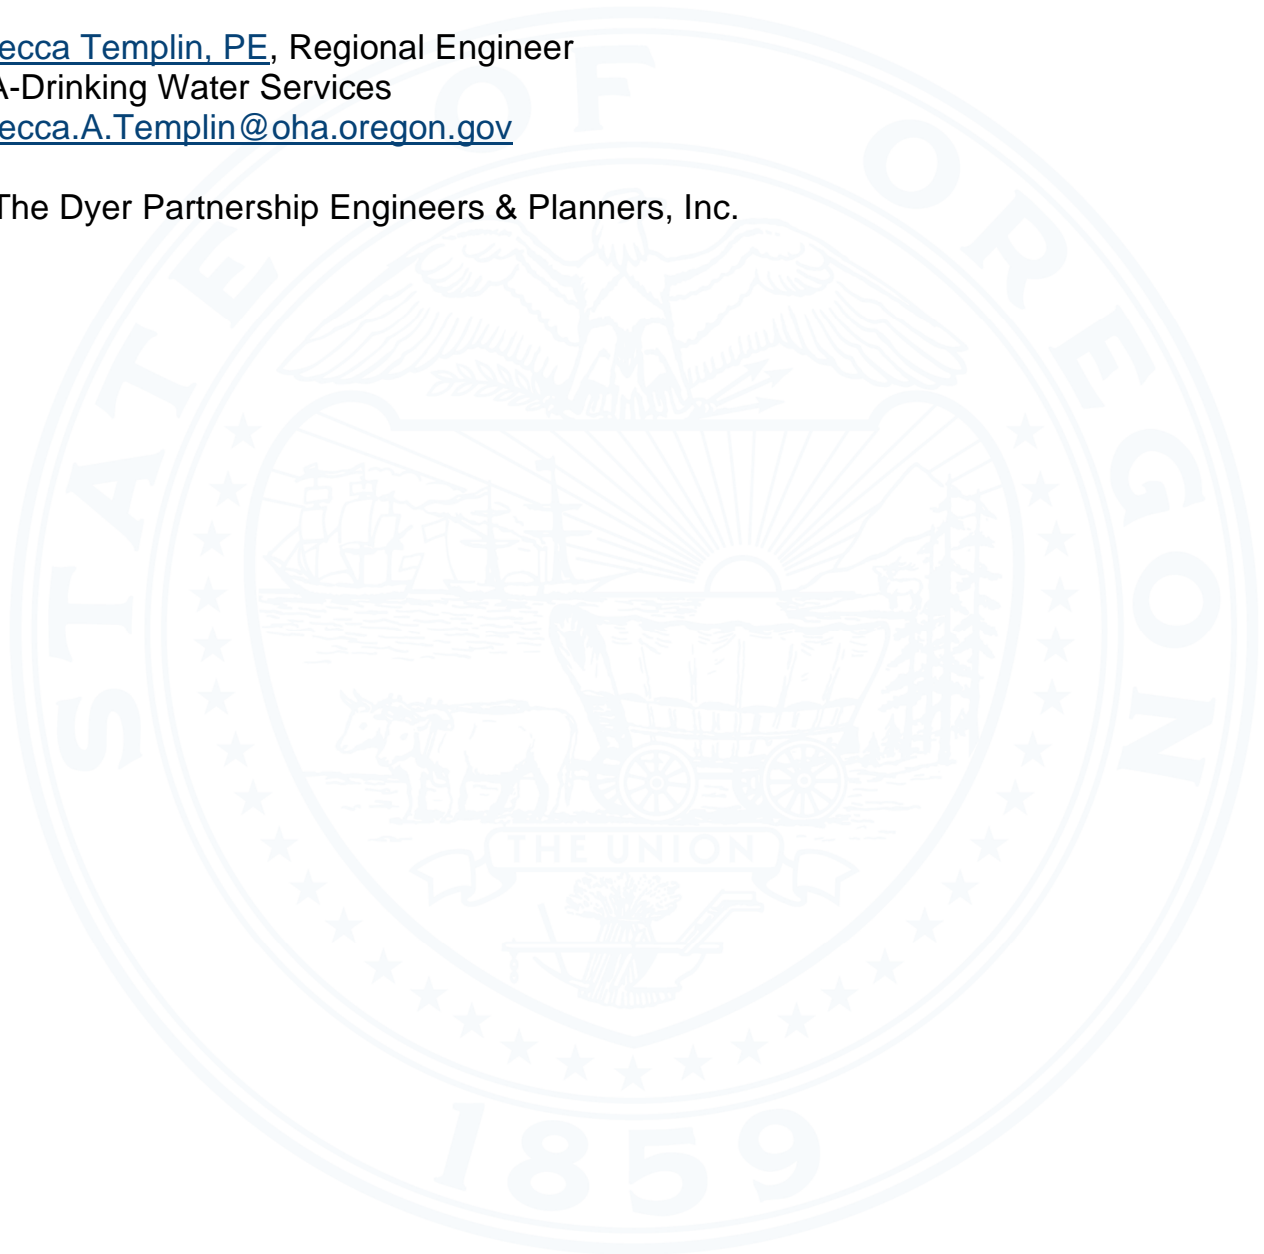 ecca Templin, PE, Regional Engineer
A-Drinking Water Services
ecca.A.Templin@oha.oregon.gov
The Dyer Partnership Engineers & Planners, Inc.
STATE OF OREGON
THE UNION
1859